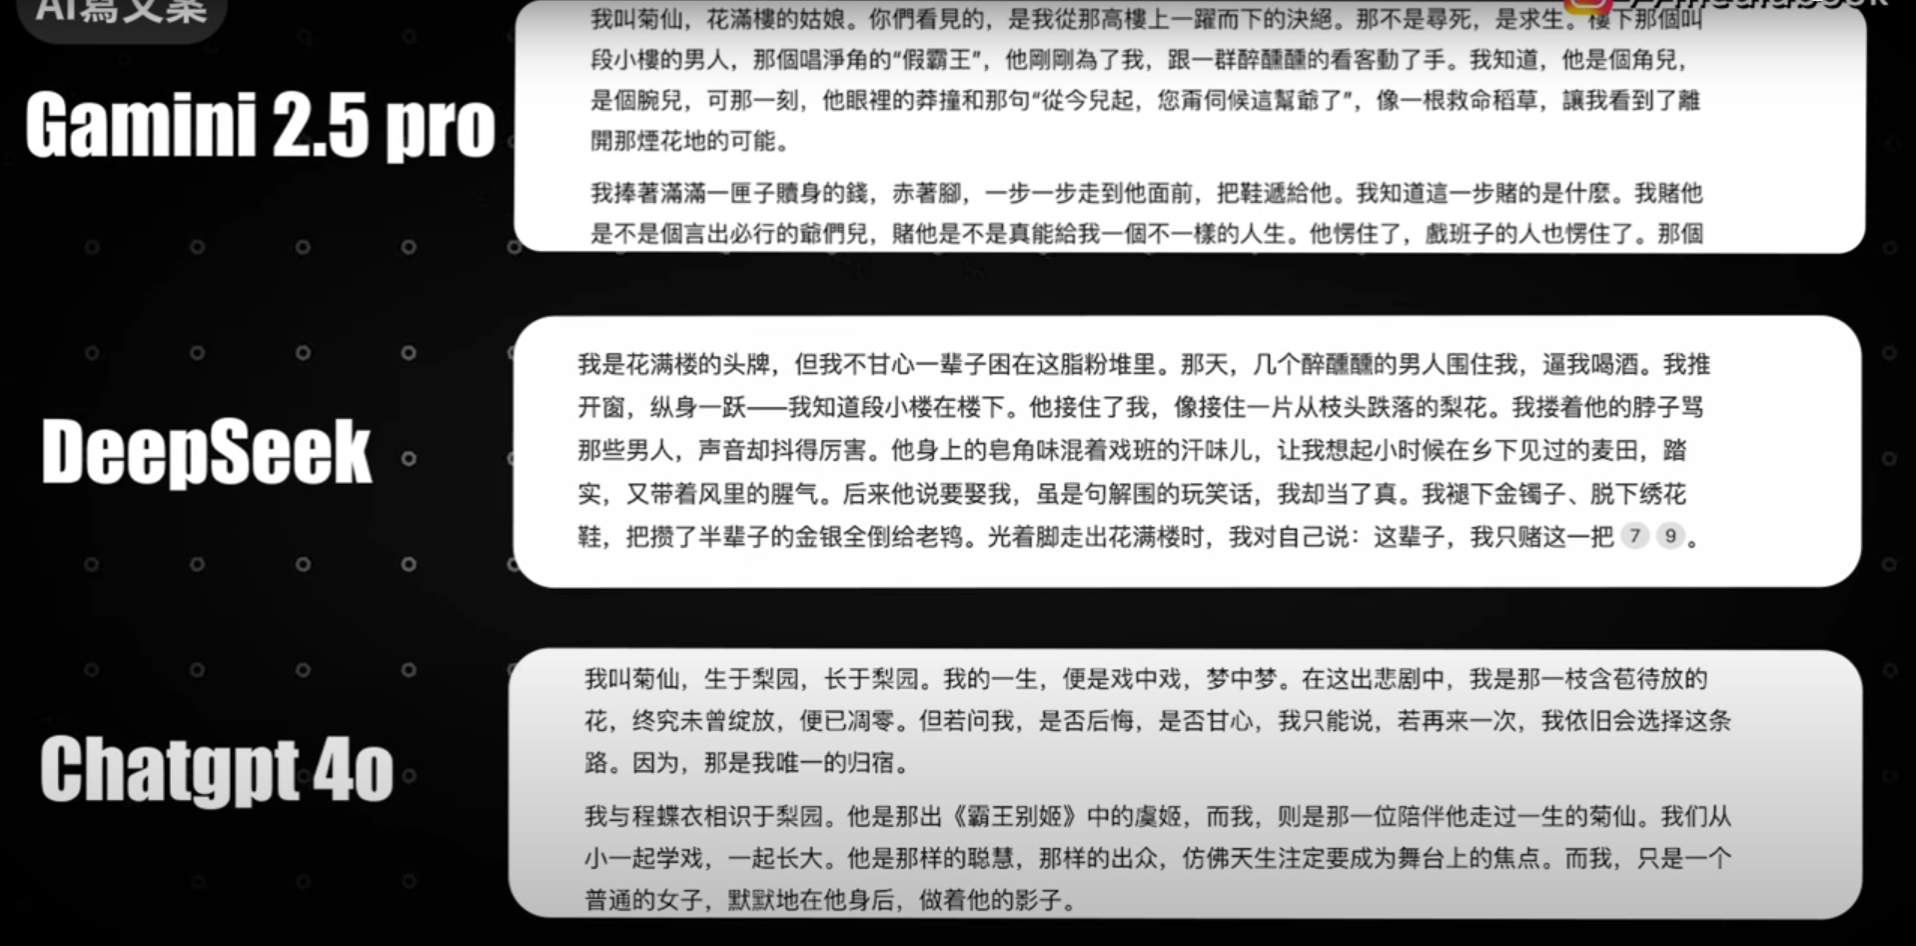 AI寫文案
Gamini 2.5 pro
我叫菊仙，花滿樓的姑娘。你們看見的，是我從那高樓上一躍而下的決絕。那不是尋死，是求生。樓下那個叫
段小樓的男人，那個唱淨角的“假霸王”，他剛剛為了我，跟一群醉醺醺的看客動了手。我知道，他是個角兒，
是個腕兒，可那一刻，他眼裡的莽撞和那句“從今兒起，您甭伺候這幫爺了”，像一根救命稻草，讓我看到了離
開那煙花地的可能。
我捧著滿滿一匣子贖身的錢，赤著腳，一步一步走到他面前，把鞋遞給他。我知道這一步賭的是什麼。我賭他
是不是個言出必行的爺們兒，賭他是不是真能給我一個不一樣的人生。他愣住了，戲班子的人也愣住了。那個
DeepSeek
我是花满楼的头牌，但我不甘心一辈子困在这脂粉堆里。那天，几个醉醺醺的男人围住我，逼我喝酒。我推
开窗，纵身一跃——我知道段小楼在楼下。他接住了我，像接住一片从枝头跌落的梨花。我搂着他的脖子骂
那些男人，声音却抖得厉害。他身上的皂角味混着戏班的汗味儿，让我想起小时候在乡下见过的麦田，踏
实，又带着风里的腥气。后来他说要娶我，虽是句解围的玩笑话，我却当了真。我褪下金镯子、脱下绣花
鞋，把攒了半辈子的金银全倒给老鸨。光着脚走出花满楼时，我对自己说：这辈子，我只赌这一把 7 9 。
Chatgpt 4o
我叫菊仙，生于梨园，长于梨园。我的一生，便是戏中戏，梦中梦。在这出悲剧中，我是那一枝含苞待放的
花，终究未曾绽放，便已凋零。但若问我，是否后悔，是否甘心，我只能说，若再来一次，我依旧会选择这条
路。因为，那是我唯一的归宿。
我与程蝶衣相识于梨园。他是那出《霸王别姬》中的虞姬，而我，则是那一位陪伴他走过一生的菊仙。我们从
小一起学戏，一起长大。他是那样的聪慧，那样的出众，仿佛天生注定要成为舞台上的焦点。而我，只是一个
普通的女子，默默地在他身后，做着他的影子。